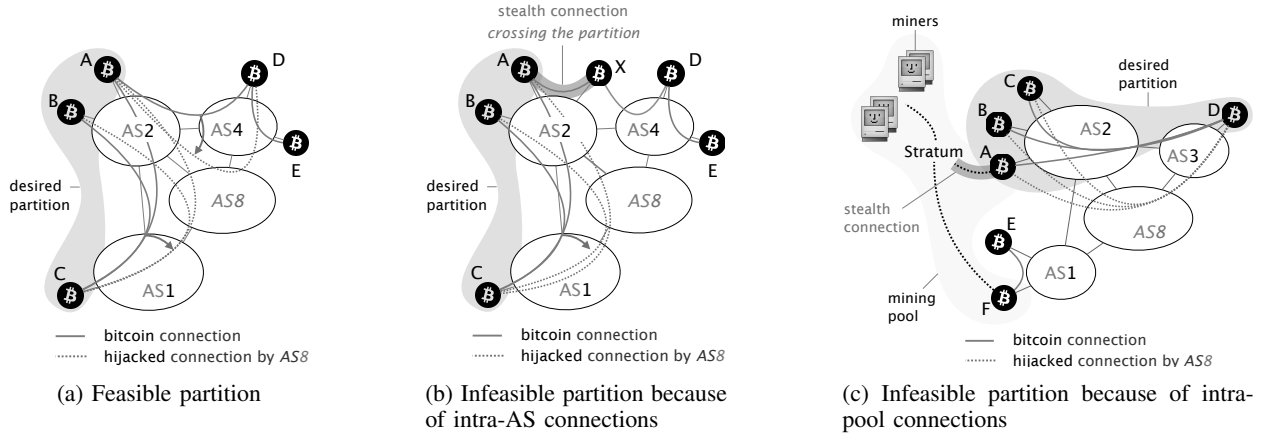 A
D
B
AS2
AS4
E
desired
partition
AS8
C
AS1
bitcoin connection
hijacked connection by AS8
(a) Feasible partition
stealth connection
crossing the partition
A
X
D
B
AS2
AS4
E
desired
partition
AS8
C
AS1
bitcoin connection
hijacked connection by AS8
(b) Infeasible partition because
of intra-AS connections
miners
desired
partition
C
B
AS2
D
Stratum
A
AS3
stealth
connection
AS8
E
AS1
mining
pool
F
bitcoin connection
hijacked connection by AS8
(c) Infeasible partition because of intra-
pool connections